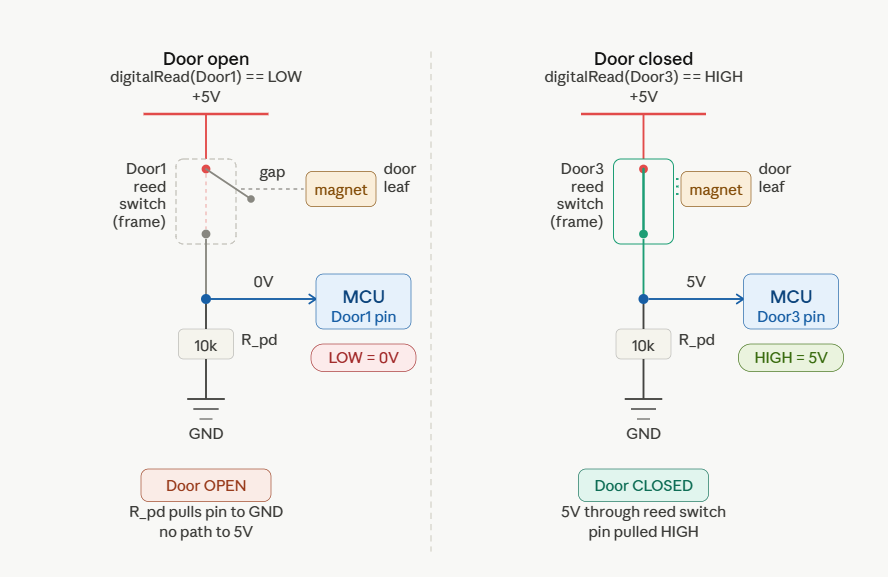 Door open
digitalRead(Door1) == LOW
+5V
Door1
reed
switch
(frame)
gap
magnet
door
leaf
0V
MCU
Door1 pin
10k
R_pd
LOW = 0V
GND
Door OPEN
R_pd pulls pin to GND
no path to 5V
Door closed
digitalRead(Door3) == HIGH
+5V
Door3
reed
switch
(frame)
magnet
door
leaf
5V
MCU
Door3 pin
10k
R_pd
HIGH = 5V
GND
Door CLOSED
5V through reed switch
pin pulled HIGH